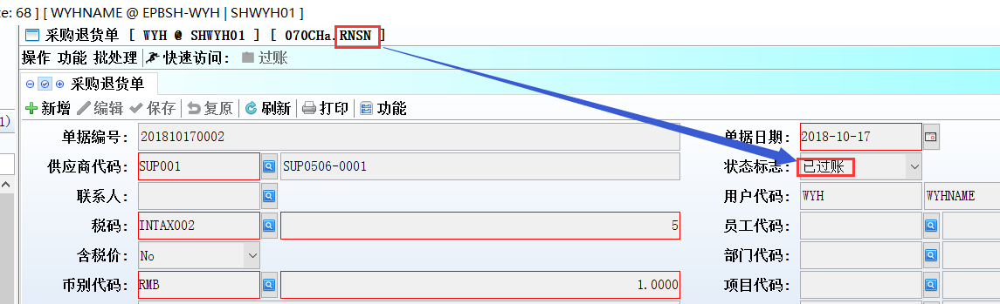 ze: 68 ] [ WYHNAME @ EPBSH-WYH | SHWYH01 ]
采购退货单 [ WYH @ SHWYH01 ] [ 070CHa. RNSN ]
操作 功能 批处理 快速访问: 过账
采购退货单
新增 编辑 保存 复原 刷新 打印 功能
1)
单据编号: 201810170002 单据日期: 2018-10-17
供应商代码: SUP001 SUP0506-0001 状态标志: 已过账
联系人: 用户代码: WYH WYHNAME
税码: INTAX002 5 员工代码:
含税价: No 部门代码:
币别代码: RMB 1.0000 项目代码: